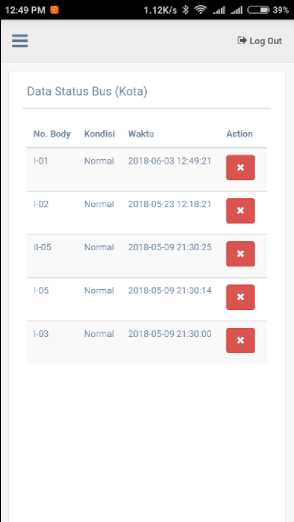 12:49 PM 1.12K/s 39%
Log Out
Data Status Bus (Kota)
No. Body Kondisi Waktu Action
I-01 Normal 2018-06-03 12:49:21
I-02 Normal 2018-05-23 12:18:21
II-05 Normal 2018-05-09 21:30:25
I-05 Normal 2018-05-09 21:30:14
I-03 Normal 2018-05-09 21:30:00